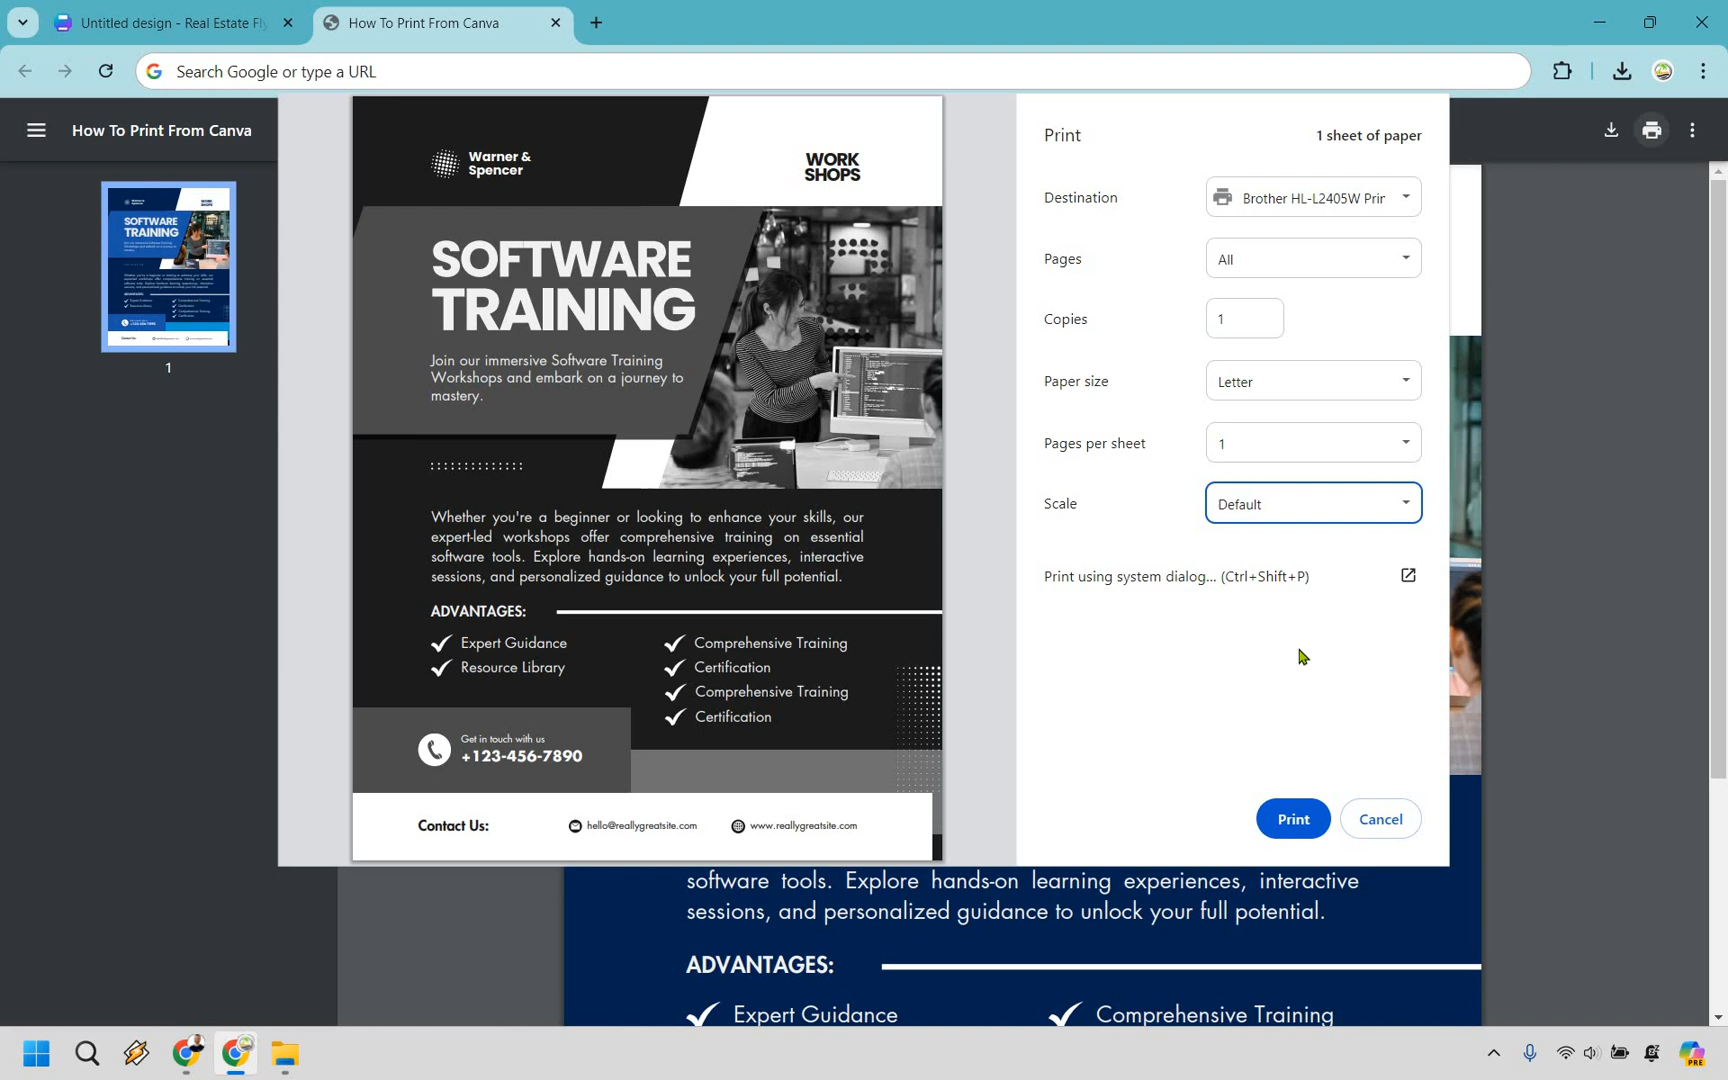 Untitled design - Real Estate Fly
How To Print From Canva
Search Google or type a URL
How To Print From Canva
1
Warner &
Spencer
WORK
SHOPS
SOFTWARE
TRAINING
Join our immersive Software Training
Workshops and embark on a journey to
mastery.
Whether you're a beginner or looking to enhance your skills, our
expert-led workshops offer comprehensive training on essential
software tools. Explore hands-on learning experiences, interactive
sessions, and personalized guidance to unlock your full potential.
ADVANTAGES:
Expert Guidance
Resource Library
Comprehensive Training
Certification
Comprehensive Training
Certification
Get in touch with us
+123-456-7890
Contact Us:
hello@reallygreatsite.com
www.reallygreatsite.com
Print
1 sheet of paper
Destination
Brother HL-L2405W Prin
Pages
All
Copies
1
Paper size
Letter
Pages per sheet
1
Scale
Default
Print using system dialog... (Ctrl+Shift+P)
Print
Cancel
software tools. Explore hands-on learning experiences, interactive
sessions, and personalized guidance to unlock your full potential.
ADVANTAGES:
Expert Guidance
Comprehensive Training
SOFTWARE
TRAINING
PRE